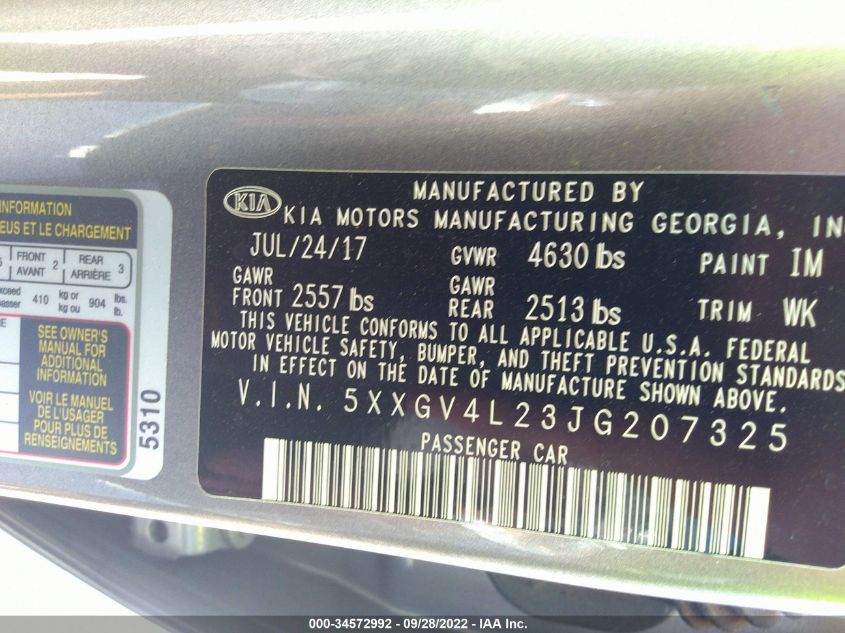 INFORMATION
EUS ET LE CHARGEMENT
FRONT 2 REAR 3
AVANT ARRIÈRE
410 kg or 904 lbs.
kg ou lb.
SEE OWNER'S
MANUAL FOR
ADDITIONAL
INFORMATION
VOIR LE MANUEL
DE L'USAGER
POUR PLUS DE
RENSEIGNEMENTS
5310
KIA
MANUFACTURED BY
KIA MOTORS MANUFACTURING GEORGIA, INC
JUL/24/17 GVWR 4630 lbs PAINT IM
GAWR FRONT 2557 lbs GAWR REAR 2513 lbs TRIM WK
THIS VEHICLE CONFORMS TO ALL APPLICABLE U.S.A. FEDERAL
MOTOR VEHICLE SAFETY, BUMPER, AND THEFT PREVENTION STANDARDS
IN EFFECT ON THE DATE OF MANUFACTURE SHOWN ABOVE.
V.I.N. 5XXGV4L23JG207325
PASSENGER CAR
000-34572992 / 09/28/2022 - IAA Inc.